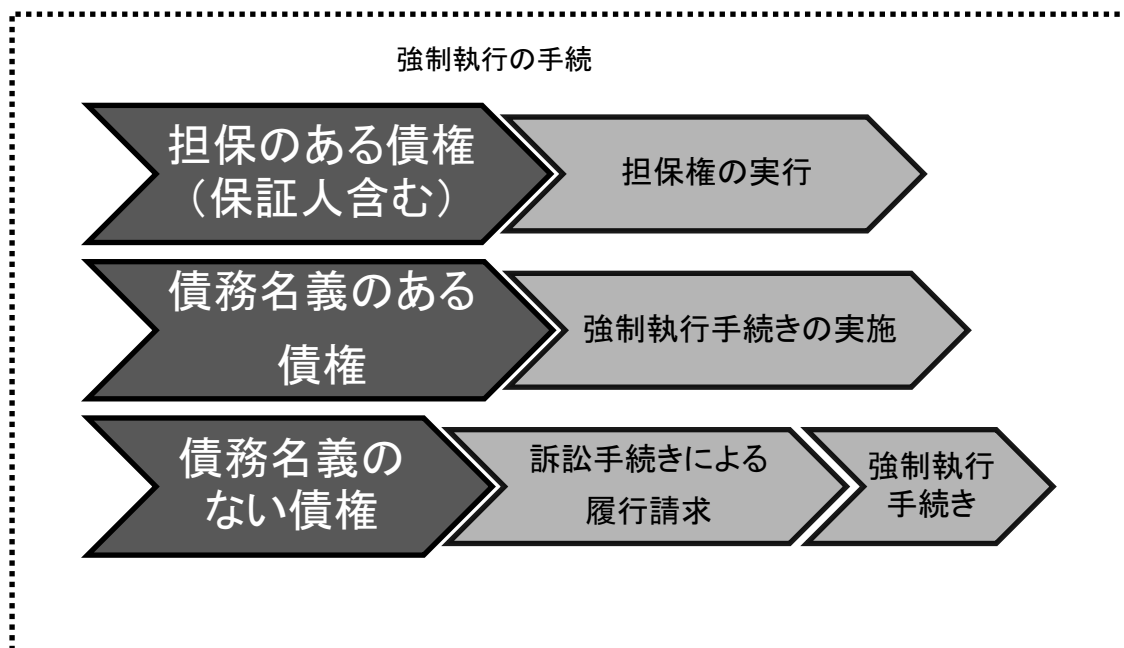 強制執行の手続
担保のある債権
（保証人含む）
担保権の実行
債務名義のある
債権
強制執行手続きの実施
債務名義の
ない債権
訴訟手続きによる
履行請求
強制執行
手続き